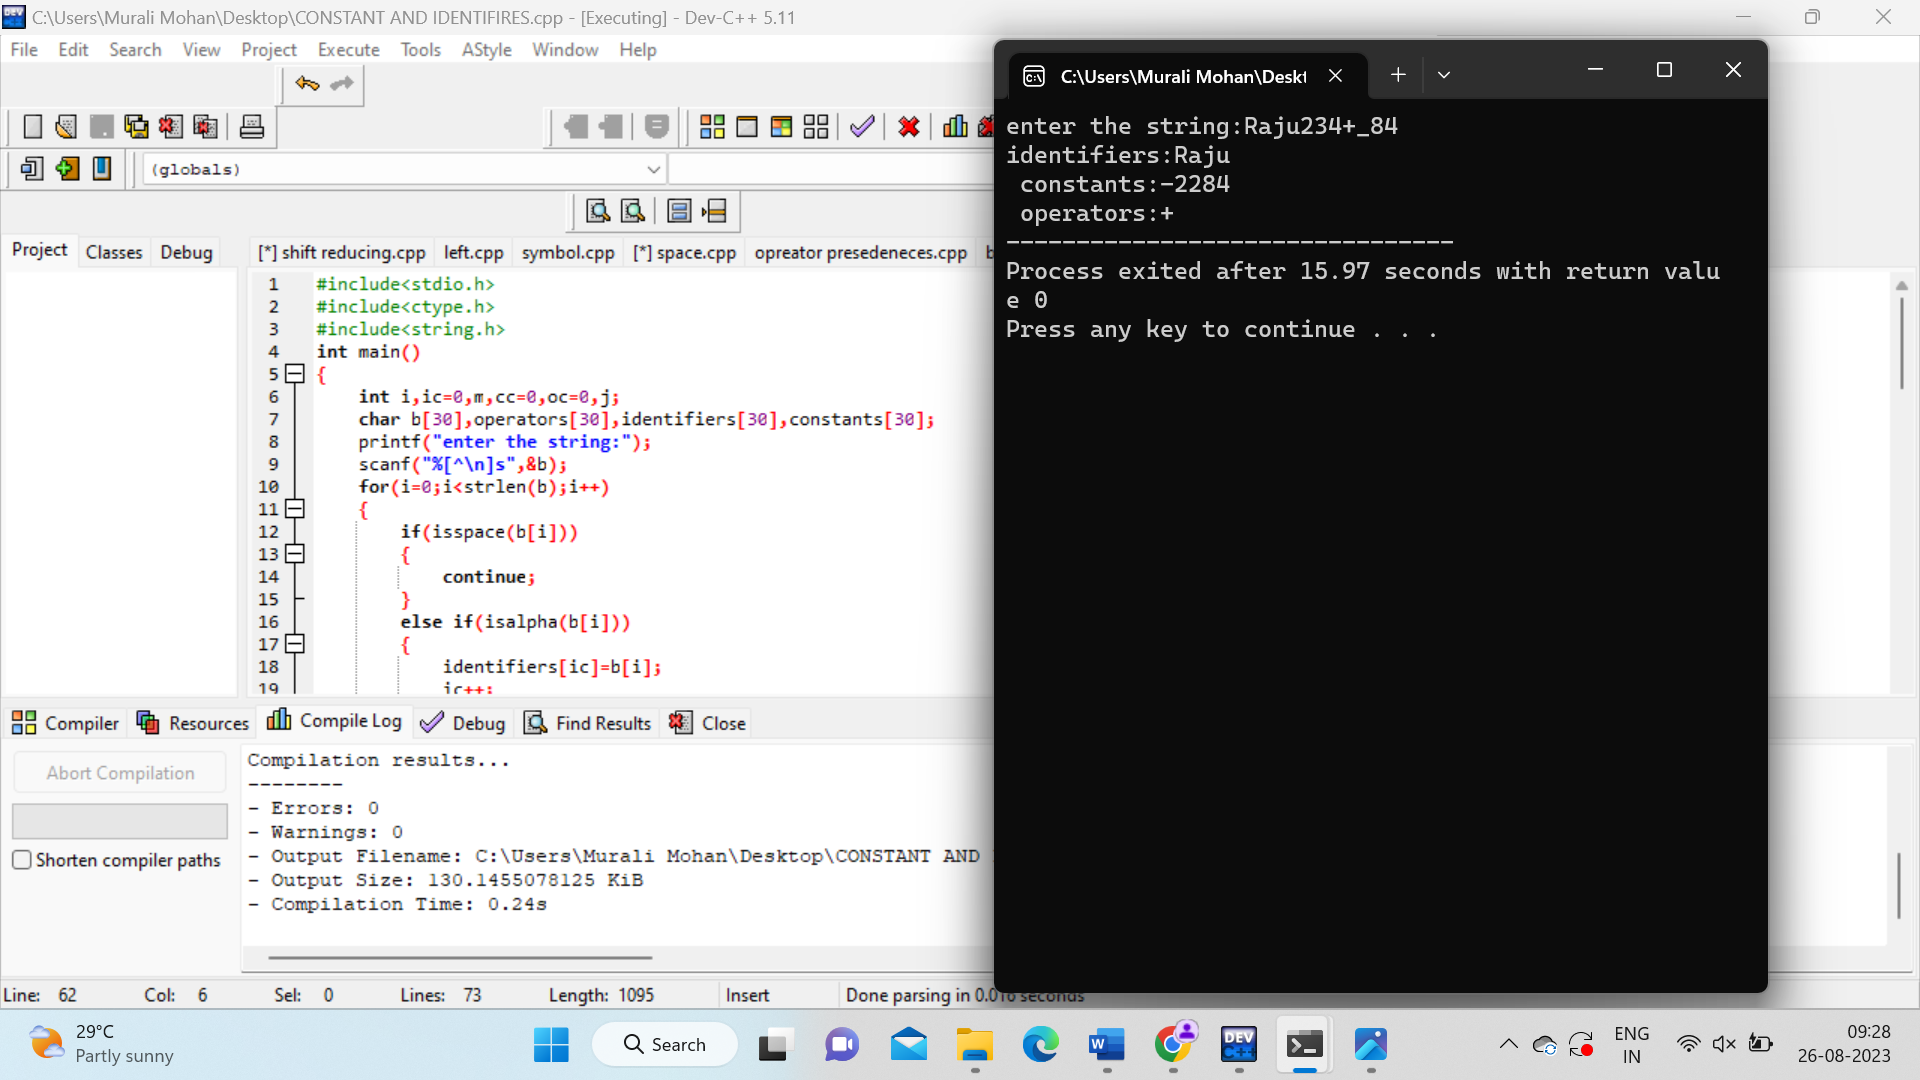 C:\Users\Murali Mohan\Desktop\CONSTANT AND IDENTIFIRES.cpp - [Executing] - Dev-C++ 5.11
File Edit Search View Project Execute Tools AStyle Window Help
(globals)
Project Classes Debug
[*] shift reducing.cpp left.cpp symbol.cpp [*] space.cpp opreator presedeneces.cpp b
1 #include<stdio.h>
2 #include<ctype.h>
3 #include<string.h>
4 int main()
5 {
6 int i,ic=0,m,cc=0,oc=0,j;
7 char b[30],operators[30],identifiers[30],constants[30];
8 printf("enter the string:");
9 scanf("%[^\n]s",&b);
10 for(i=0;i<strlen(b);i++)
11 {
12 if(isspace(b[i]))
13 {
14 continue;
15 }
16 else if(isalpha(b[i]))
17 {
18 identifiers[ic]=b[i];
19 ic++;
C:\Users\Murali Mohan\Deskt
enter the string:Raju234+_84
identifiers:Raju
constants:-2284
operators:+
--------------------------------
Process exited after 15.97 seconds with return valu
e 0
Press any key to continue . . .
Compiler Resources Compile Log Debug Find Results Close
Abort Compilation
Shorten compiler paths
Compilation results...
--------
- Errors: 0
- Warnings: 0
- Output Filename: C:\Users\Murali Mohan\Desktop\CONSTANT AND
- Output Size: 130.1455078125 KiB
- Compilation Time: 0.24s
Line: 62 Col: 6 Sel: 0 Lines: 73 Length: 1095 Insert Done parsing in 0.016 seconds
29°C
Partly sunny
Search
DEV
C++
ENG
IN
09:28
26-08-2023